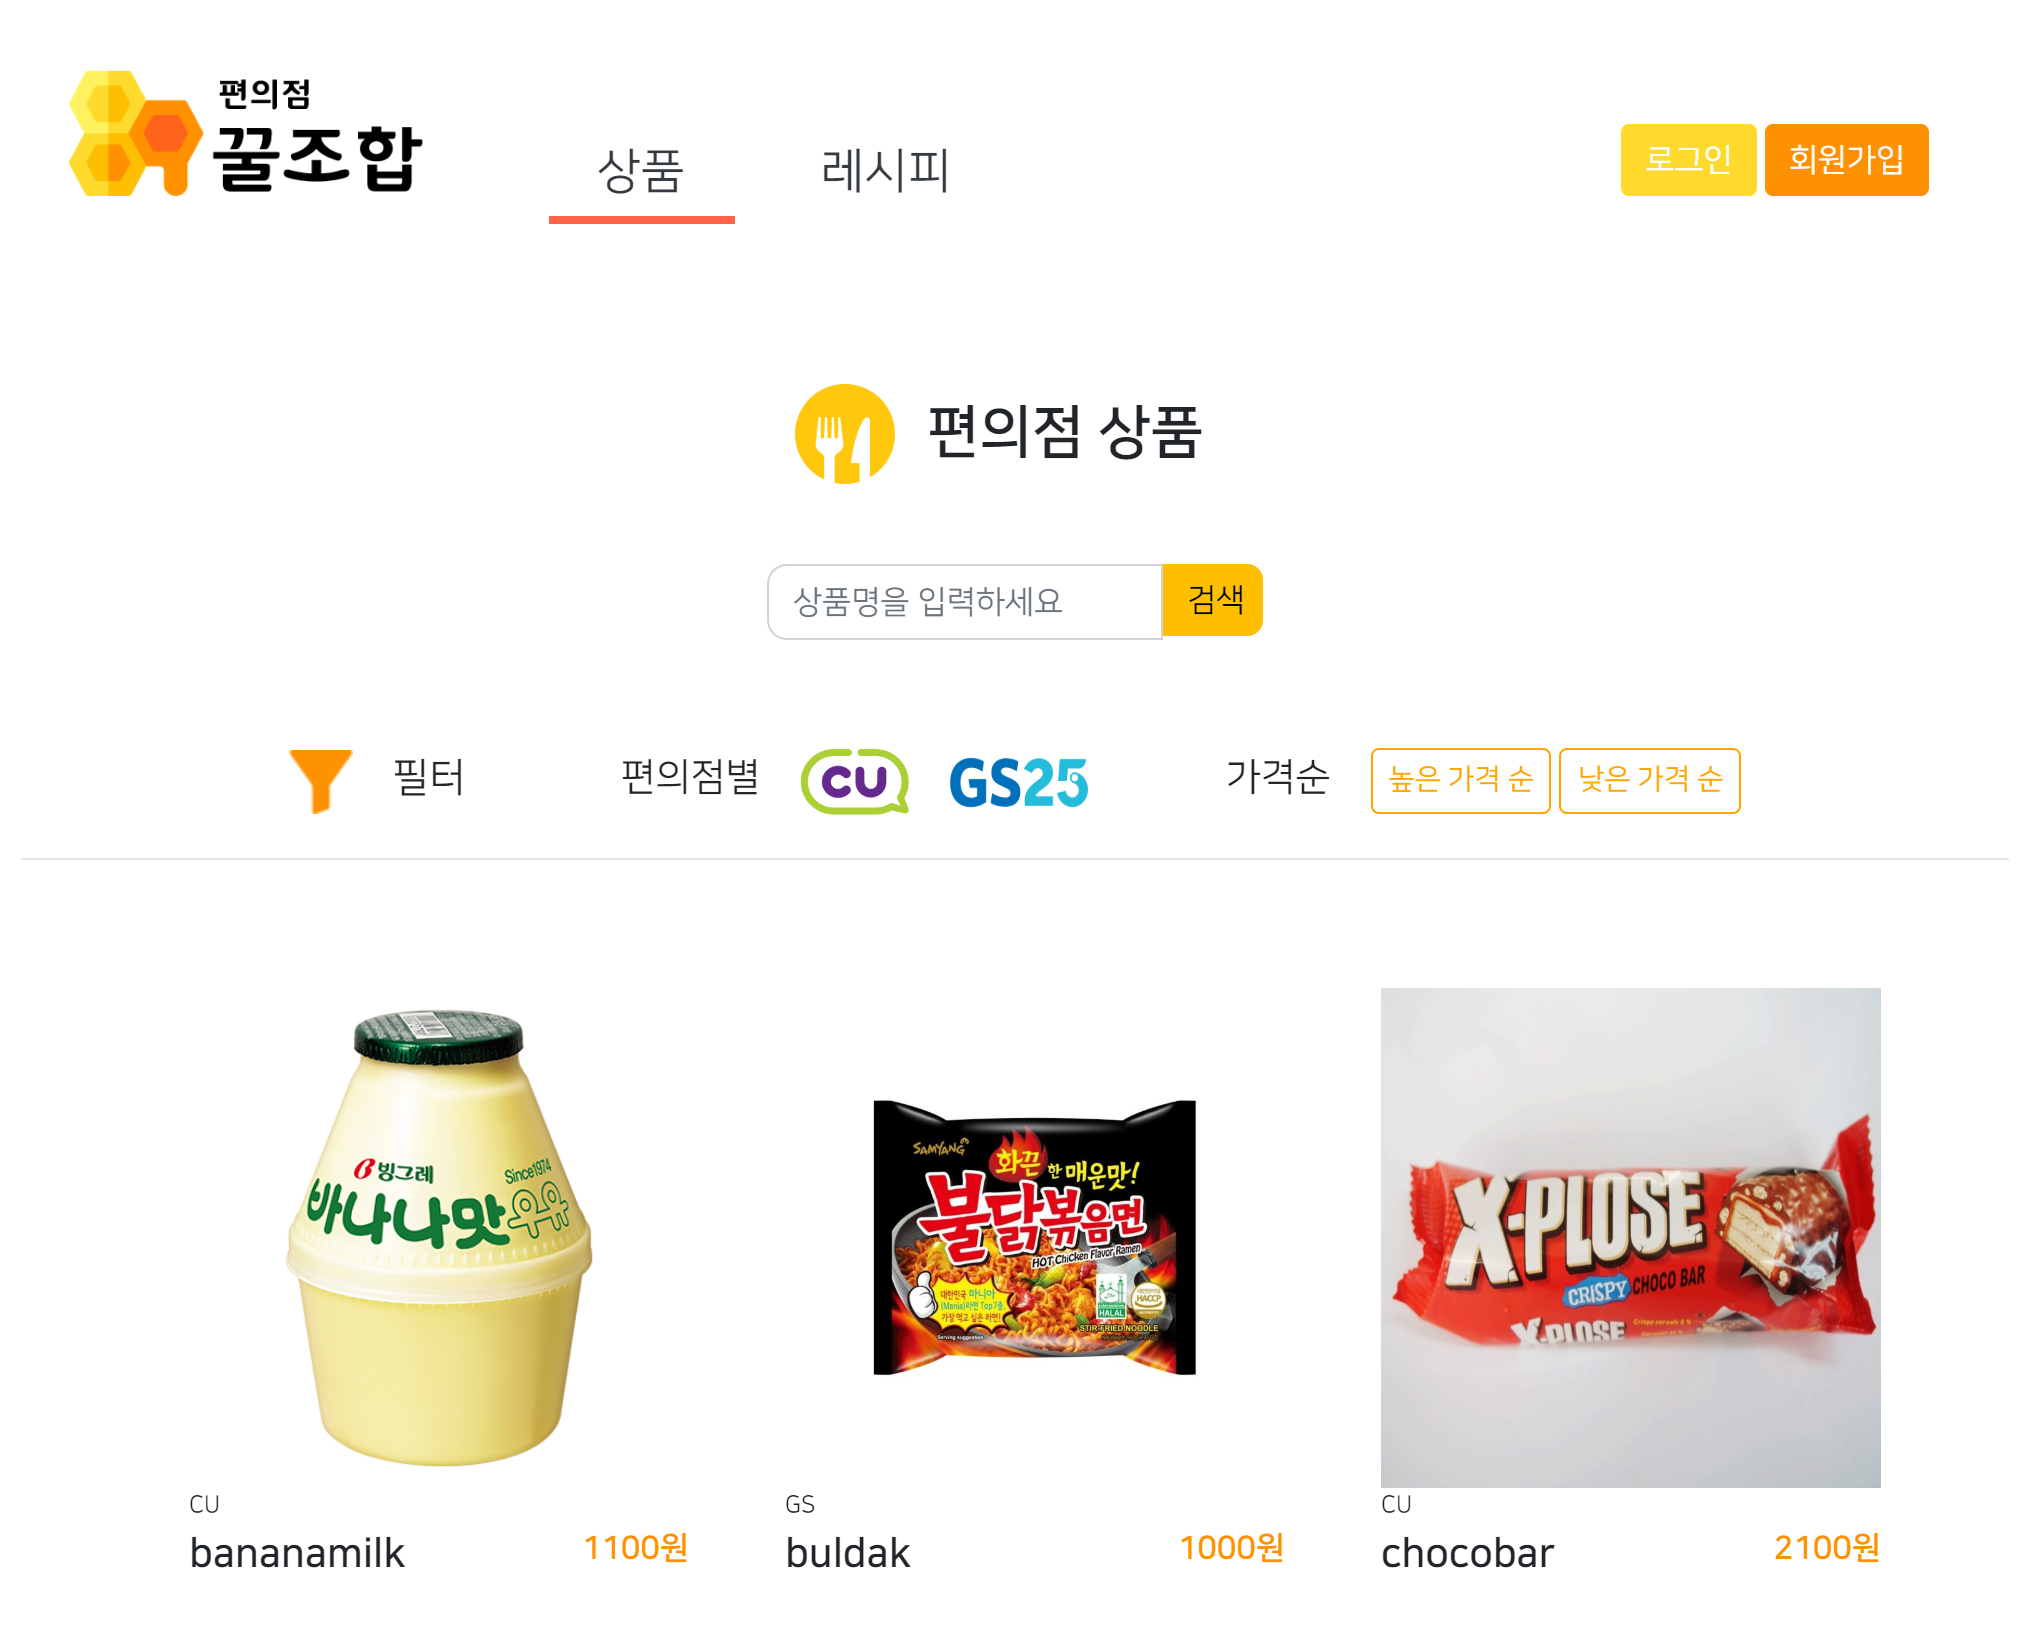 편의점
꿀조합
상품
레시피
로그인
회원가입
편의점 상품
상품명을 입력하세요
검색
필터
편의점별
CU
GS25
가격순
높은 가격 순
낮은 가격 순
빙그레
Since1974
바나나맛우유
SAMYANG
화끈한 매운맛!
불닭볶음면
HOT Chicken Flavor Ramen
대한민국 마니아
(Mania)라면 Top 7종,
가장 먹고 싶은 라면!
HALAL
HACCP
STIR-FRIED NOODLE
Serving suggestion
X-PLOSE
CRISPY CHOCO BAR
X-PLOSE
Crispy cereals 8 %
CU
bananamilk
1100원
GS
buldak
1000원
CU
chocobar
2100원